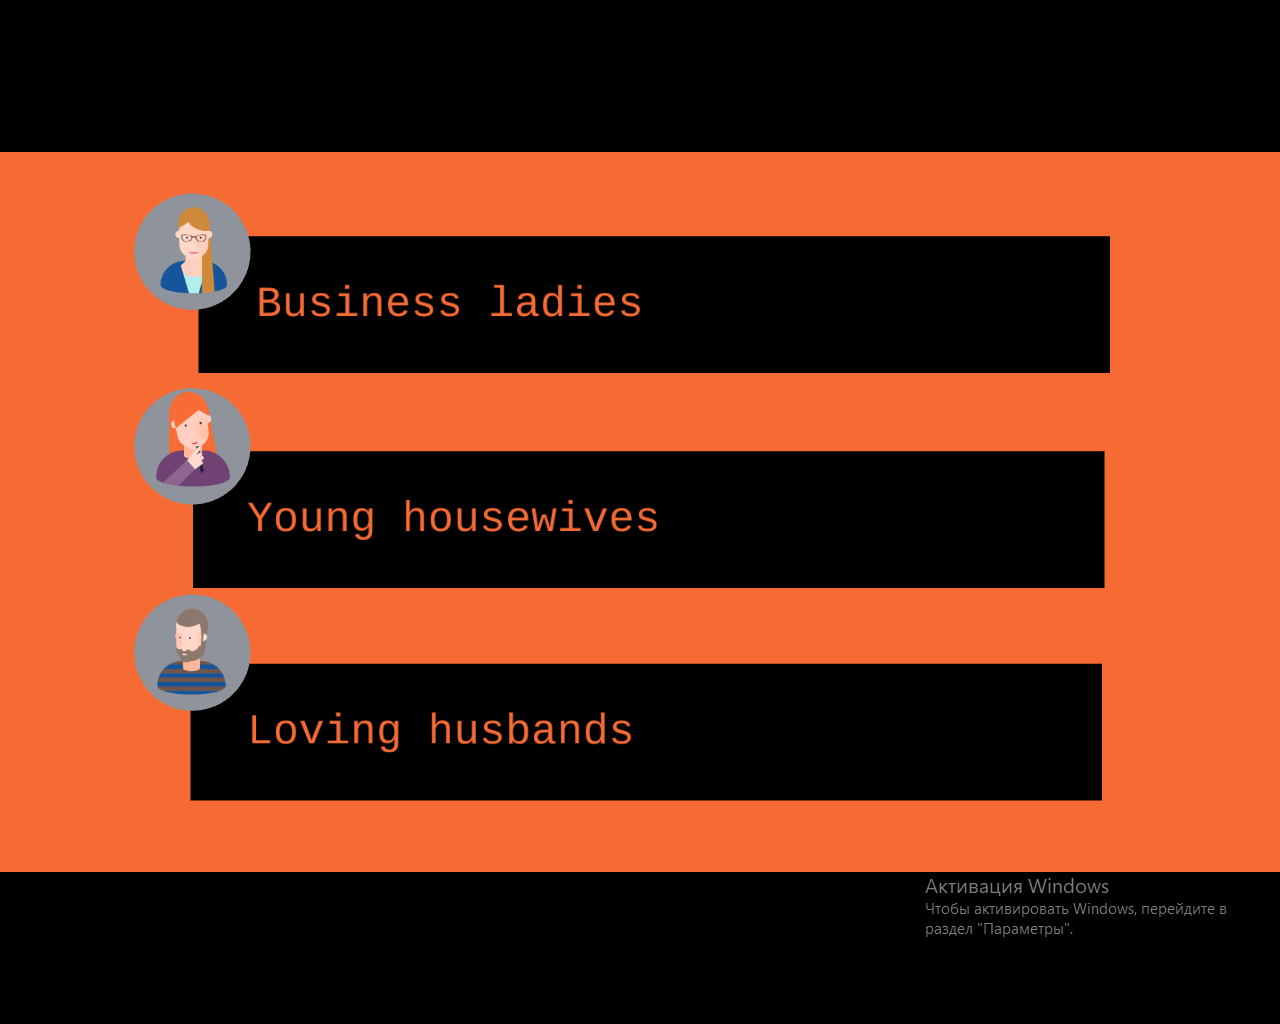 Business ladies
Young housewives
Loving husbands
Активация Windows
Чтобы активировать Windows, перейдите в
раздел "Параметры".